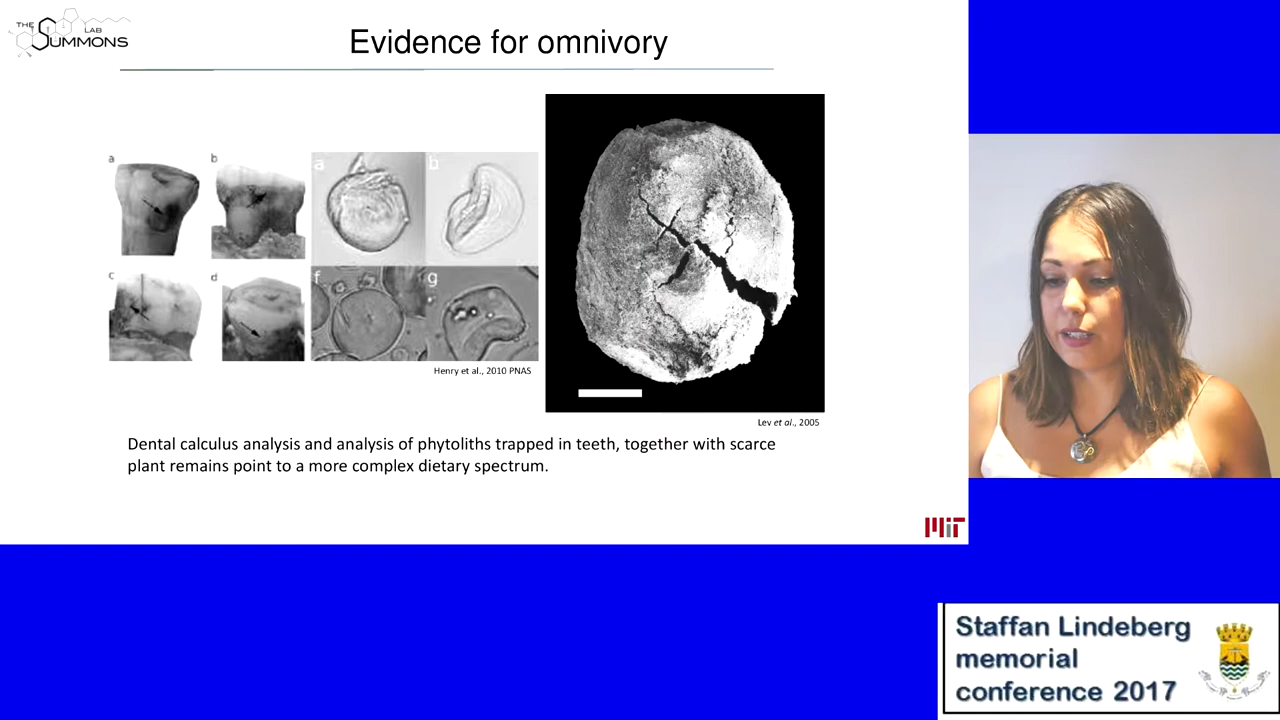 THE
SUMMONS
LAB
Evidence for omnivory
a
b
c
d
a
b
f
g
Henry et al., 2010 PNAS
Lev et al., 2005
Dental calculus analysis and analysis of phytoliths trapped in teeth, together with scarce
plant remains point to a more complex dietary spectrum.
MIT
Staffan Lindeberg
memorial
conference 2017